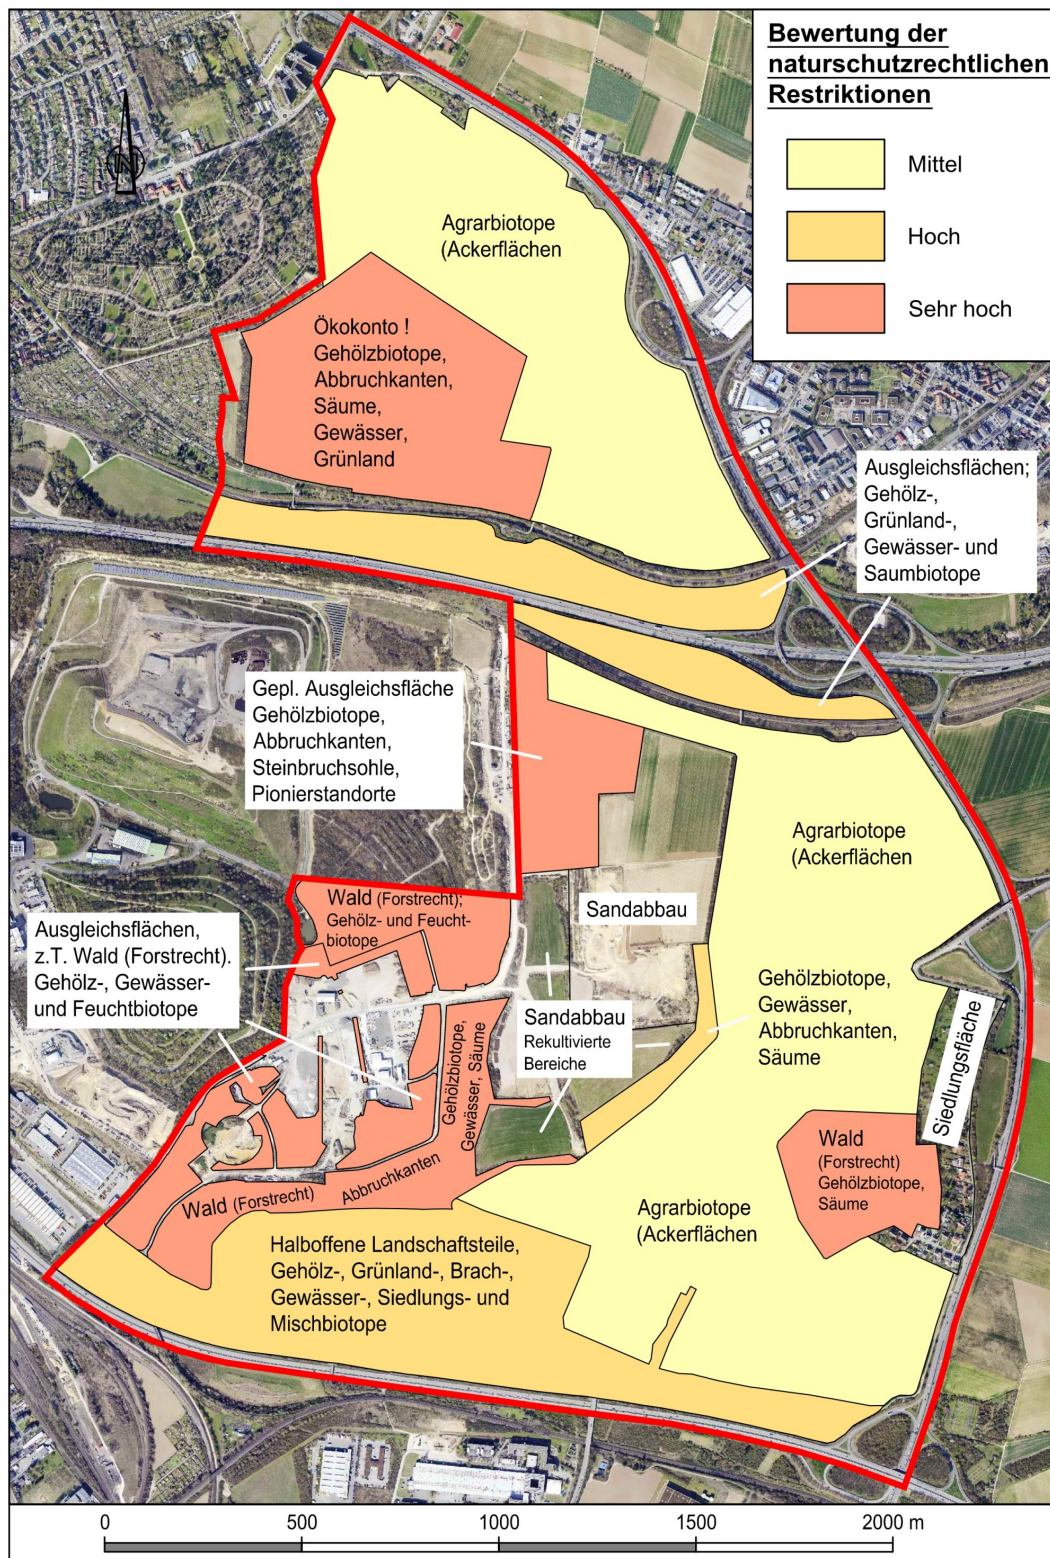 Bewertung der
naturschutzrechtlichen
Restriktionen
Mittel
Hoch
Sehr hoch
N
Agrarbiotope
(Ackerflächen
Ökokonto !
Gehölzbiotope,
Abbruchkanten,
Säume,
Gewässer,
Grünland
Ausgleichsflächen;
Gehölz-,
Grünland-,
Gewässer- und
Saumbiotope
Gepl. Ausgleichsfläche
Gehölzbiotope,
Abbruchkanten,
Steinbruchsohle,
Pionierstandorte
Agrarbiotope
(Ackerflächen
Wald (Forstrecht);
Gehölz- und Feucht-
biotope
Sandabbau
Ausgleichsflächen,
z.T. Wald (Forstrecht).
Gehölz-, Gewässer-
und Feuchtbiotope
Gehölzbiotope,
Gewässer,
Abbruchkanten,
Säume
Sandabbau
Rekultivierte
Bereiche
Gehölzbiotope,
Gewässer, Säume
Siedlungsfläche
Wald
(Forstrecht)
Gehölzbiotope,
Säume
Wald (Forstrecht)
Abbruchkanten
Agrarbiotope
(Ackerflächen
Halboffene Landschaftsteile,
Gehölz-, Grünland-, Brach-,
Gewässer-, Siedlungs- und
Mischbiotope
0 500 1000 1500 2000 m